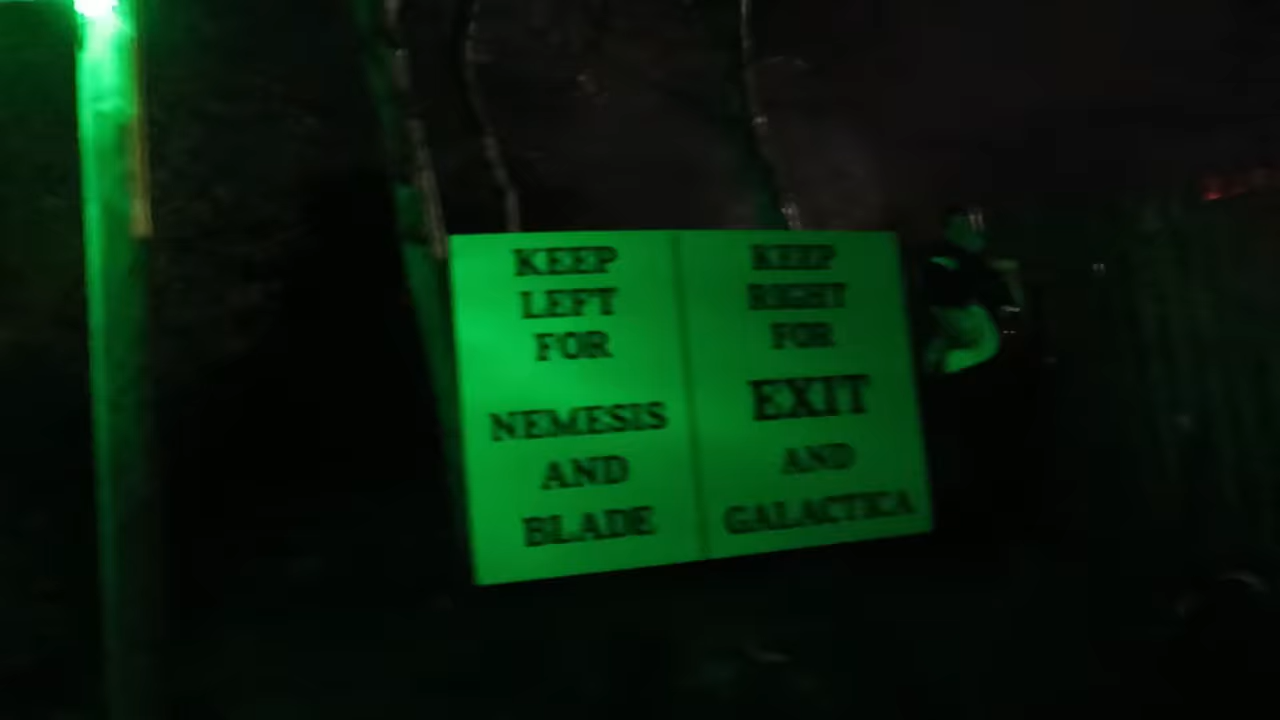 KEEP
LEFT
FOR
NEMESIS
AND
BLADE
KEEP
RIGHT
FOR
EXIT
AND
GALACTICA